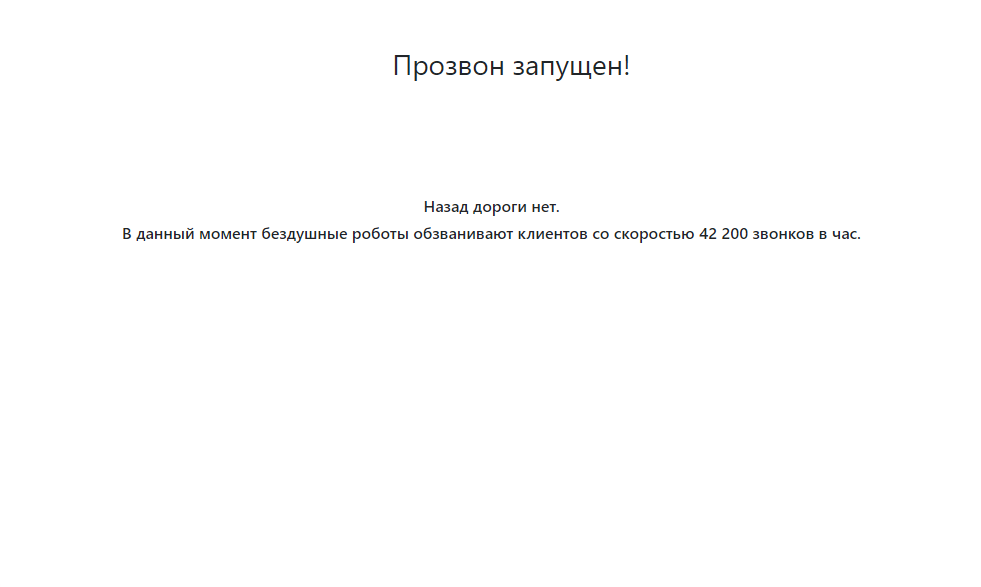 Прозвон запущен!
Назад дороги нет.
В данный момент бездушные роботы обзванивают клиентов со скоростью 42 200 звонков в час.